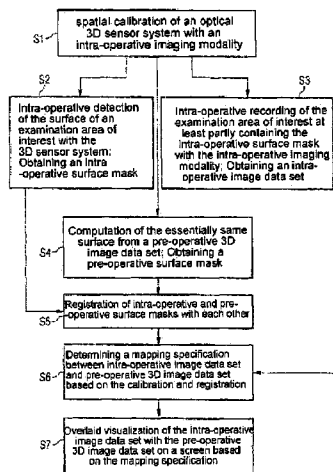 S1
spatial calibration of an optical
3D sensor system with an
intra-operative imaging modality
S2
Intra-operative detection
of the surface of an
examination area of
interest with the
3D sensor system;
Obtaining an intra
-operative surface mask
S3
Intra-operative recording of the
examination area of interest at
least partly containing the
intra-operative surface mask
with the intra-operative imaging
modality; Obtaining an intra-
operative image data set
S4
Computation of the essentially same
surface from a pre-operative 3D
image data set; Obtaining a
pre-operative surface mask
S5
Registration of intra-operative and pre-
operative surface masks with each other
S6
Determining a mapping specification
between intra-operative image data set
and pre-operative 3D image data set
based on the calibration and registration
S7
Overlaid visualization of the intra-operative
image data set with the pre-operative
3D image data set on a screen based
on the mapping specification